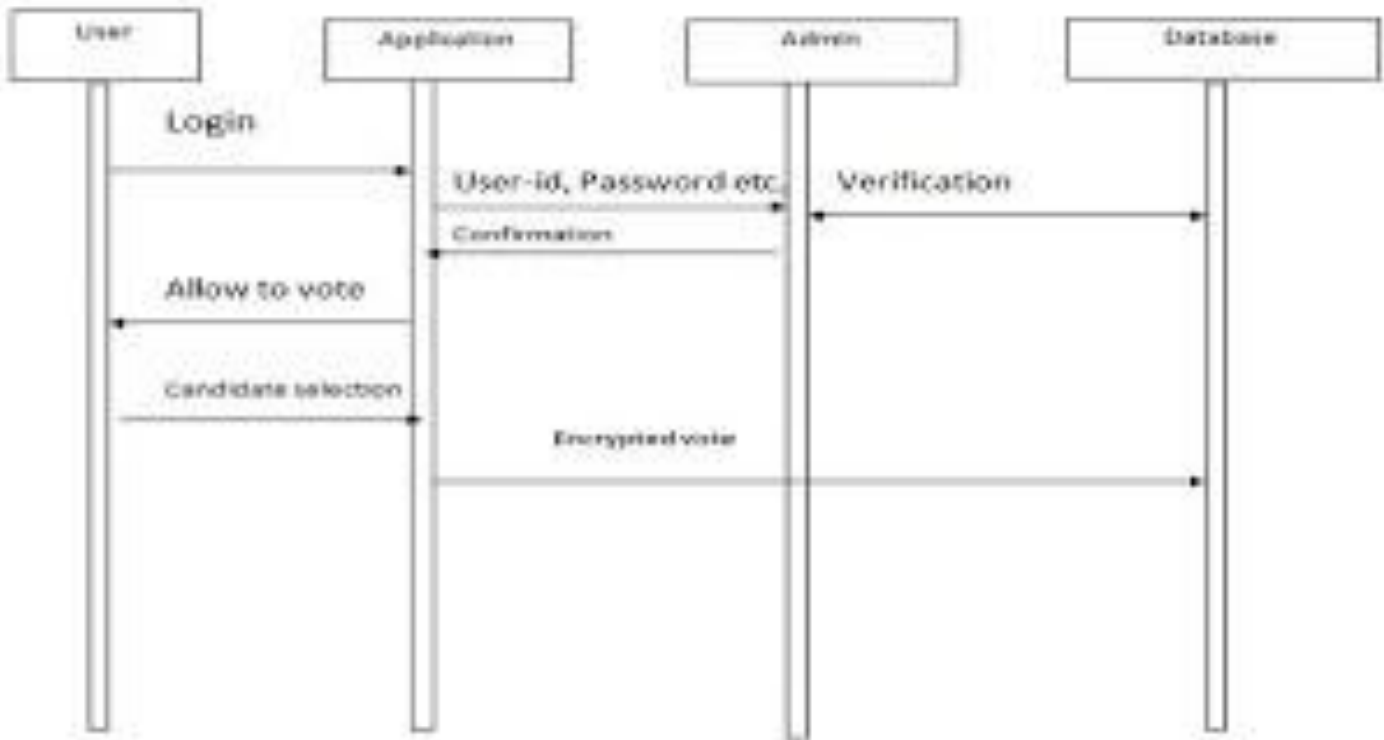 User
Application
Admin
Database
Login
User-id, Password etc.
Verification
Confirmation
Allow to vote
Candidate selection
Encrypted vote